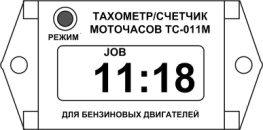 ТАХОМЕТР/СЧЕТЧИК
МОТОЧАСОВ ТС-011М
РЕЖИМ
JOB
11:18
ДЛЯ БЕНЗИНОВЫХ ДВИГАТЕЛЕЙ